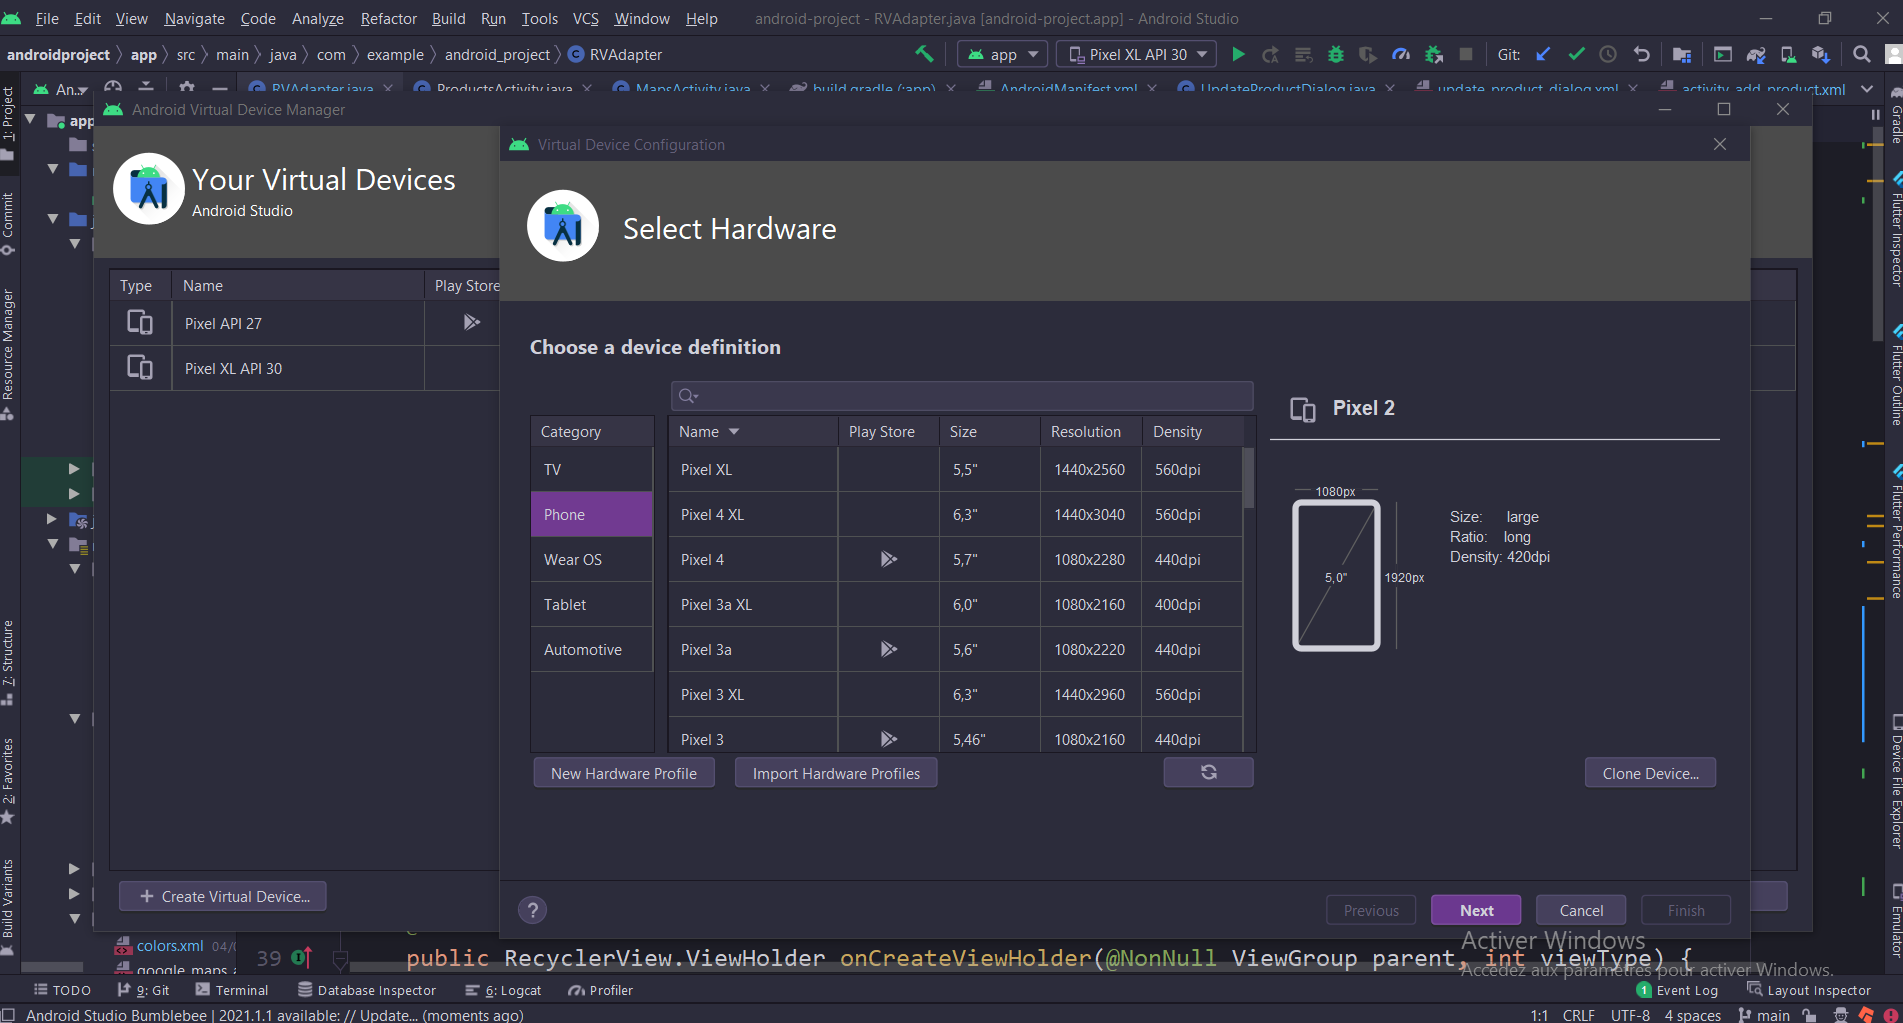 File Edit View Navigate Code Analyze Refactor Build Run Tools VCS Window Help android-project - RVAdapter.java [android-project.app] - Android Studio
androidproject app src main java com example android_project RVAdapter app Pixel XL API 30 Git:
An... RVAdapter.java ProductsActivity.java MapsActivity.java build.gradle (:app) AndroidManifest.xml UpdateProductDialog.java update_product_dialog.xml activity_add_product.xml
Android Virtual Device Manager
app
Virtual Device Configuration
Your Virtual Devices
Android Studio
Select Hardware
Type Name Play Store
Pixel API 27
Pixel XL API 30
Choose a device definition
Category
TV
Phone
Wear OS
Tablet
Automotive
Name Play Store Size Resolution Density
Pixel XL 5,5" 1440x2560 560dpi
Pixel 4 XL 6,3" 1440x3040 560dpi
Pixel 4 5,7" 1080x2280 440dpi
Pixel 3a XL 6,0" 1080x2160 400dpi
Pixel 3a 5,6" 1080x2220 440dpi
Pixel 3 XL 6,3" 1440x2960 560dpi
Pixel 3 5,46" 1080x2160 440dpi
Pixel 2
1080px
5,0"
1920px
Size: large
Ratio: long
Density: 420dpi
New Hardware Profile Import Hardware Profiles Clone Device...
+ Create Virtual Device...
? Previous Next Cancel Finish
colors.xml 04/0
google_maps_a
39 public RecyclerView.ViewHolder onCreateViewHolder(@NonNull ViewGroup parent, int viewType) {
Activer Windows
Accédez aux paramètres pour activer Windows.
1: Project
Commit
Resource Manager
7: Structure
2: Favorites
Build Variants
Gradle
Flutter Inspector
Flutter Outline
Flutter Performance
Device File Explorer
Emulator
TODO 9: Git Terminal Database Inspector 6: Logcat Profiler 1 Event Log Layout Inspector
Android Studio Bumblebee | 2021.1.1 available: // Update... (moments ago) 1:1 CRLF UTF-8 4 spaces main